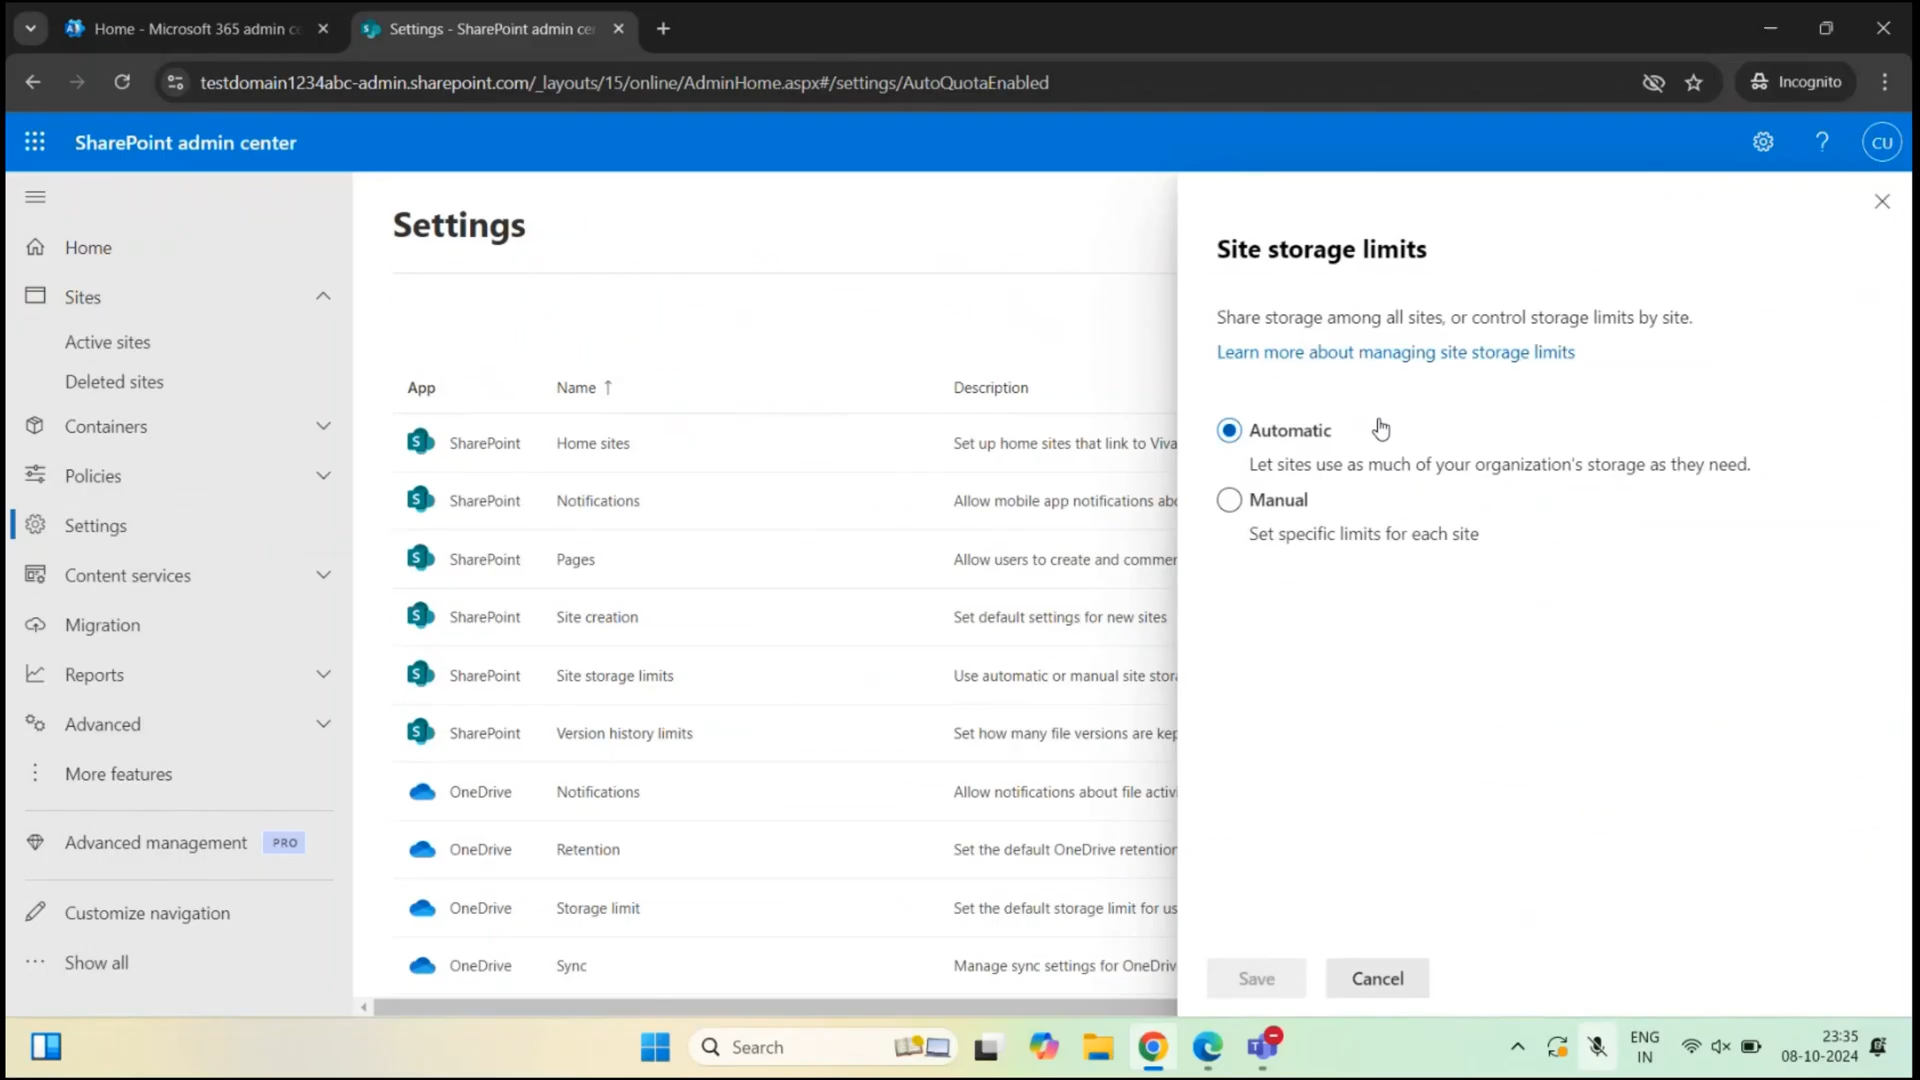 Home - Microsoft 365 admin ce
Settings - SharePoint admin cen
testdomain1234abc-admin.sharepoint.com/_layouts/15/online/AdminHome.aspx#/settings/AutoQuotaEnabled
Incognito
SharePoint admin center
CU
Home
Sites
Active sites
Deleted sites
Containers
Policies
Settings
Content services
Migration
Reports
Advanced
More features
Advanced management PRO
Customize navigation
Show all
Settings
App Name ↑ Description
SharePoint Home sites Set up home sites that link to Viva
SharePoint Notifications Allow mobile app notifications abo
SharePoint Pages Allow users to create and commen
SharePoint Site creation Set default settings for new sites
SharePoint Site storage limits Use automatic or manual site stora
SharePoint Version history limits Set how many file versions are kep
OneDrive Notifications Allow notifications about file activi
OneDrive Retention Set the default OneDrive retention
OneDrive Storage limit Set the default storage limit for us
OneDrive Sync Manage sync settings for OneDriv
Site storage limits
Share storage among all sites, or control storage limits by site.
Learn more about managing site storage limits
Automatic
Let sites use as much of your organization's storage as they need.
Manual
Set specific limits for each site
Save Cancel
Search
ENG
IN
23:35
08-10-2024